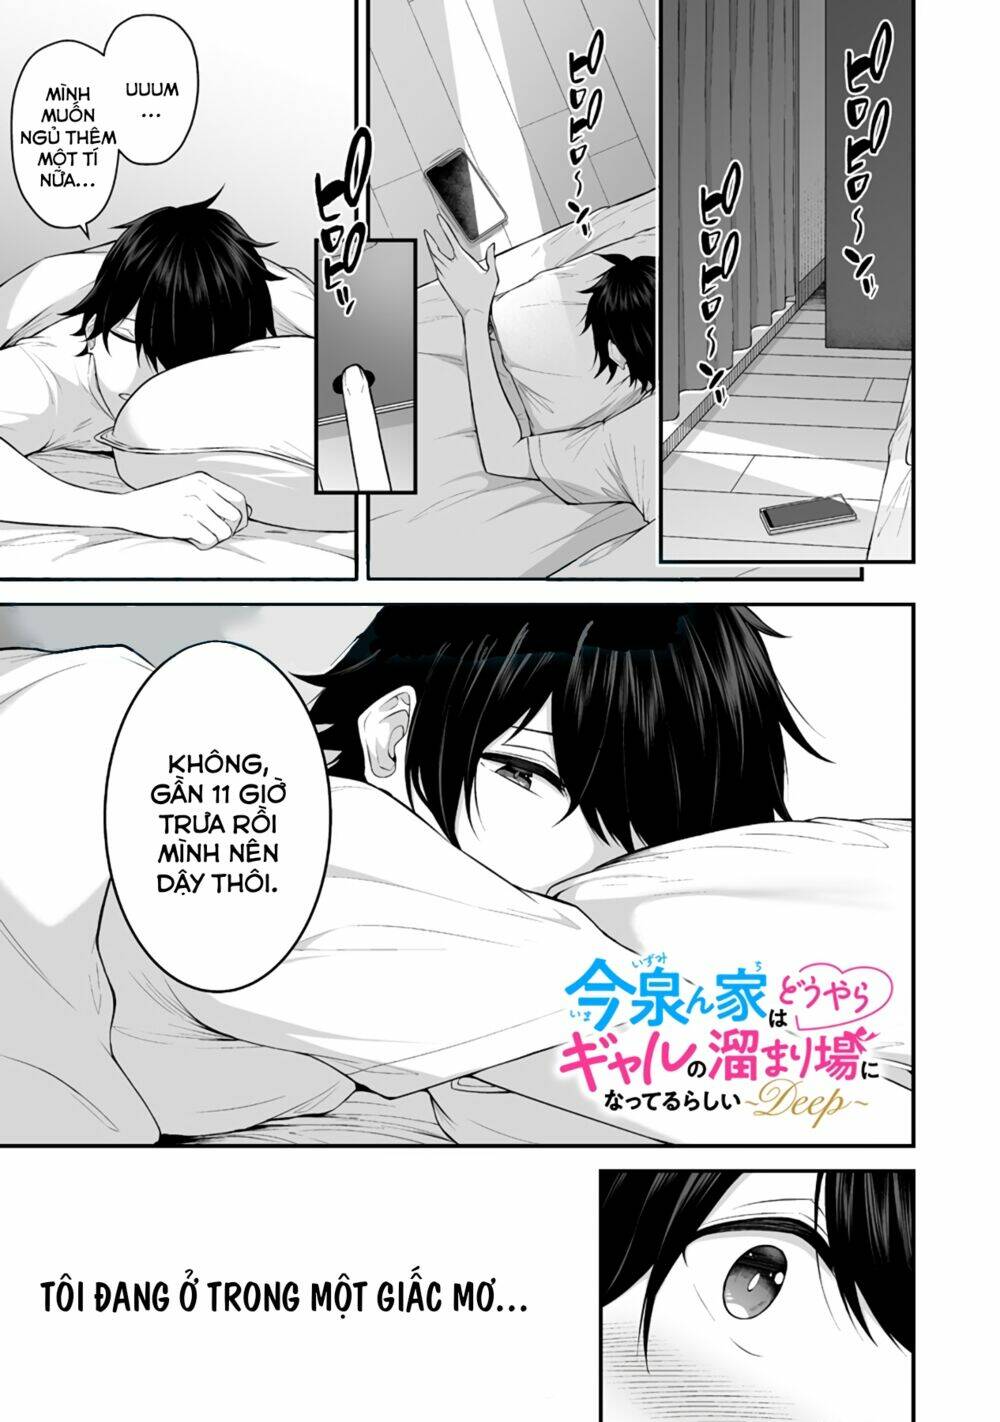 ピロピロピロ〜〜ン♪
ピロピロピロ〜〜ン♪
ピロピロ〜
ピロピロ〜
ピロピロッ!!
UUUM
...
MÌNH
MUỐN
NGỦ THÊM
MỘT TÍ
NỮA...
KHÔNG,
GẦN 11 GIỜ
TRƯA RỒI
MÌNH NÊN
DẬY THÔI.
今泉ん家はどうやら
ギャルの溜まり場に
なってるらしい ~Deep~
TÔI ĐANG Ở TRONG MỘT GIẤC MƠ...